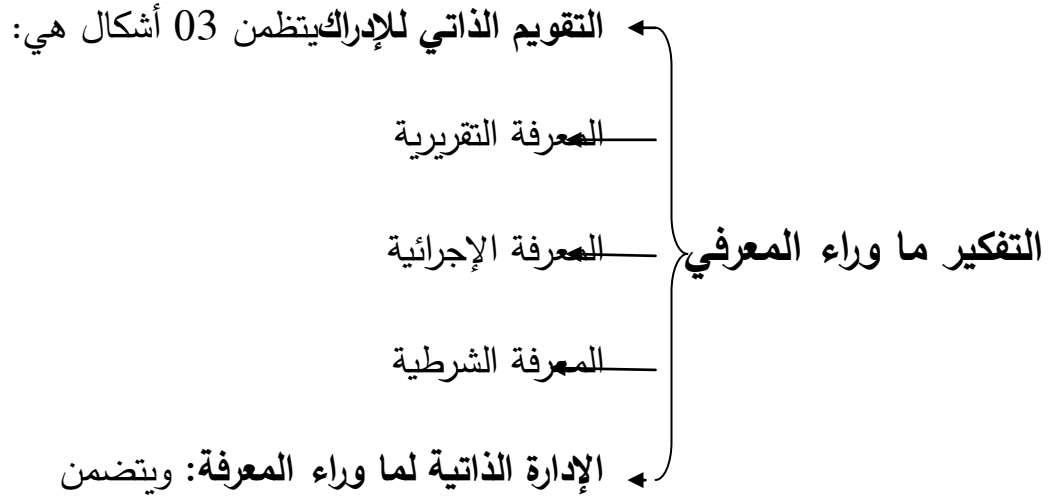 التقويم الذاتي للإدراكيتظمن 03 أشكال هي:
المعرفة التقريرية
المعرفة الإجرائية
التفكير ما وراء المعرفي
المعرفة الشرطية
الإدارة الذاتية لما وراء المعرفة: ويتضمن